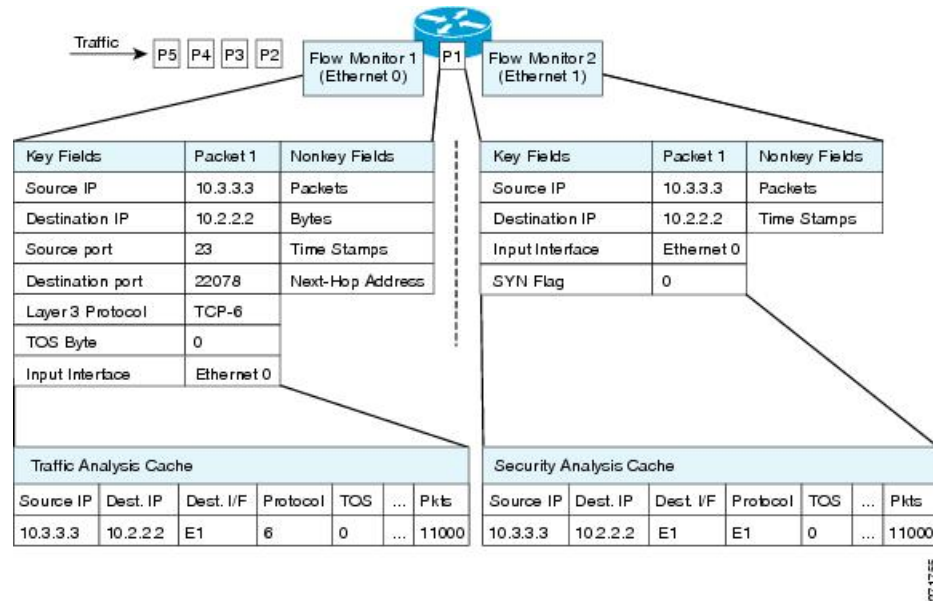 Traffic
P5 P4 P3 P2
Flow Monitor 1
(Ethernet 0)
P1
Flow Monitor 2
(Ethernet 1)
Key Fields Packet 1 Nonkey Fields
Source IP 10.3.3.3 Packets
Destination IP 10.2.2.2 Bytes
Source port 23 Time Stamps
Destination port 22078 Next-Hop Address
Layer 3 Protocol TCP-6
TOS Byte 0
Input Interface Ethernet 0
Key Fields Packet 1 Nonkey Fields
Source IP 10.3.3.3 Packets
Destination IP 10.2.2.2 Time Stamps
Input Interface Ethernet 0
SYN Flag 0
Traffic Analysis Cache
Source IP Dest. IP Dest. I/F Protocol TOS ... Pkts
10.3.3.3 10.2.2.2 E1 6 0 ... 11000
Security Analysis Cache
Source IP Dest. IP Dest. I/F Protocol TOS ... Pkts
10.3.3.3 10.2.2.2 E1 E1 0 ... 11000